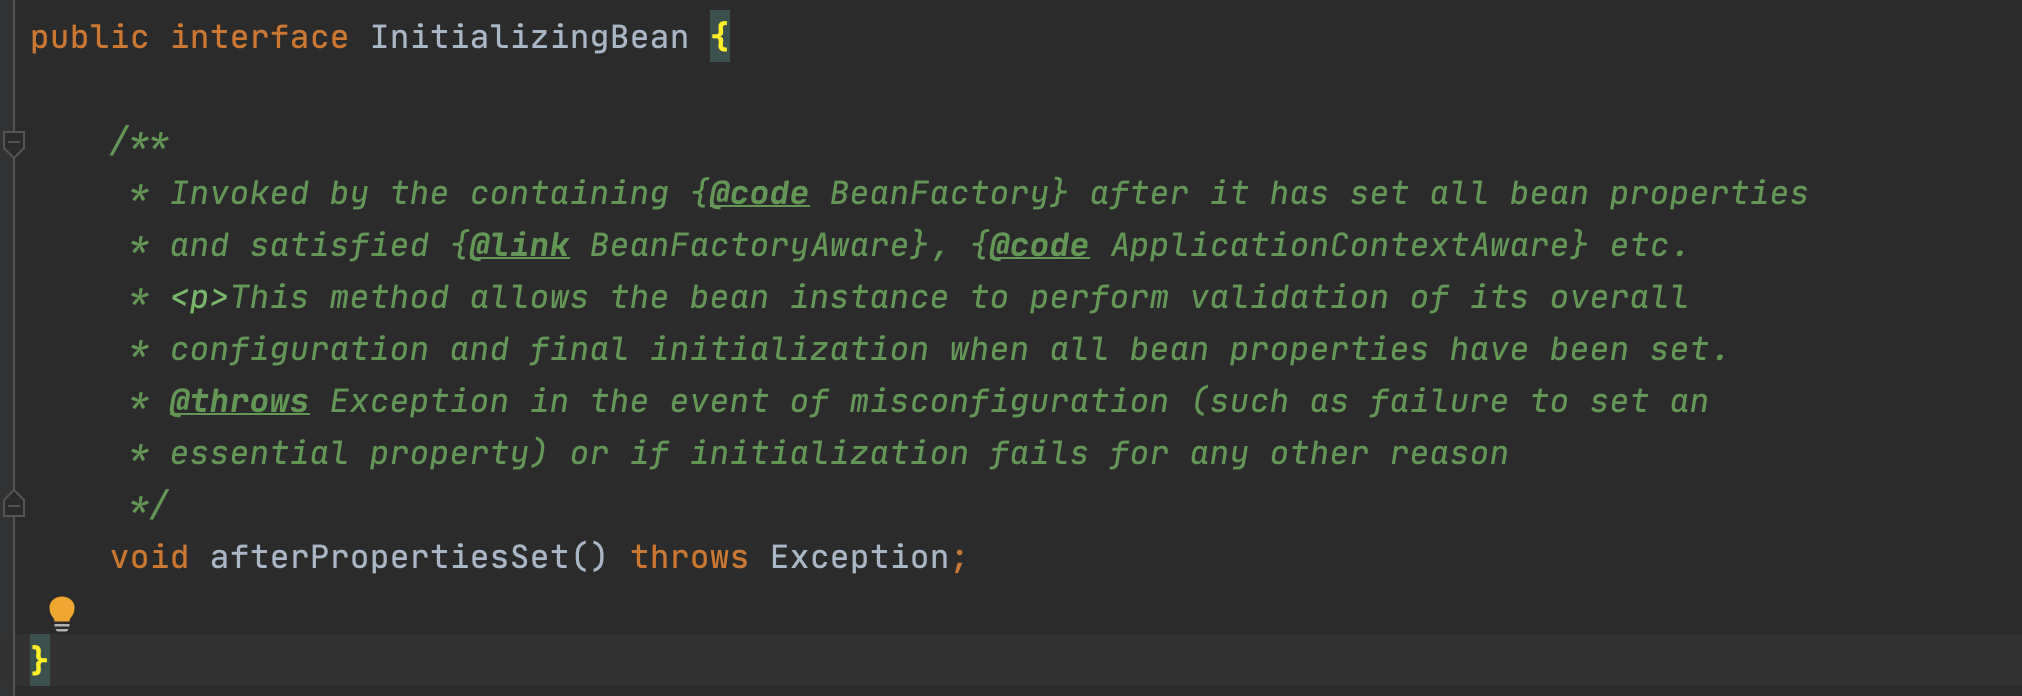 public interface InitializingBean {
/**
* Invoked by the containing {@code BeanFactory} after it has set all bean properties
* and satisfied {@link BeanFactoryAware}, {@code ApplicationContextAware} etc.
* <p>This method allows the bean instance to perform validation of its overall
* configuration and final initialization when all bean properties have been set.
* @throws Exception in the event of misconfiguration (such as failure to set an
* essential property) or if initialization fails for any other reason
*/
void afterPropertiesSet() throws Exception;
}